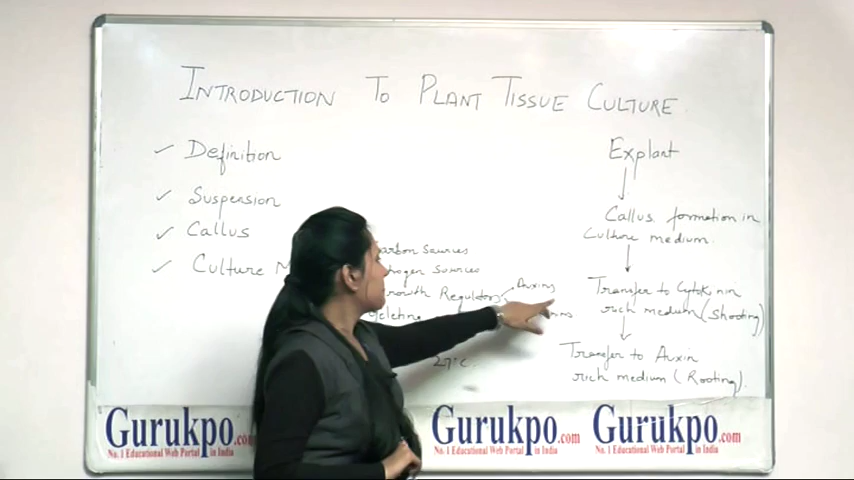 INTRODUCTION TO PLANT TISSUE CULTURE
✓ Definition
✓ Suspension
✓ Callus
✓ Culture
Sources
Sources
Regulators
Auxins
27°C
Explant
↓
Callus formation in
Culture medium.
↓
Transfer to Cytokinin
rich medium (Shooting)
↓
Transfer to Auxin
rich medium (Rooting).
Gurukpo.com
No. 1 Educational Web Portal in India
Gurukpo.com
No. 1 Educational Web Portal in India
Gurukpo.com
No. 1 Educational Web Portal in India